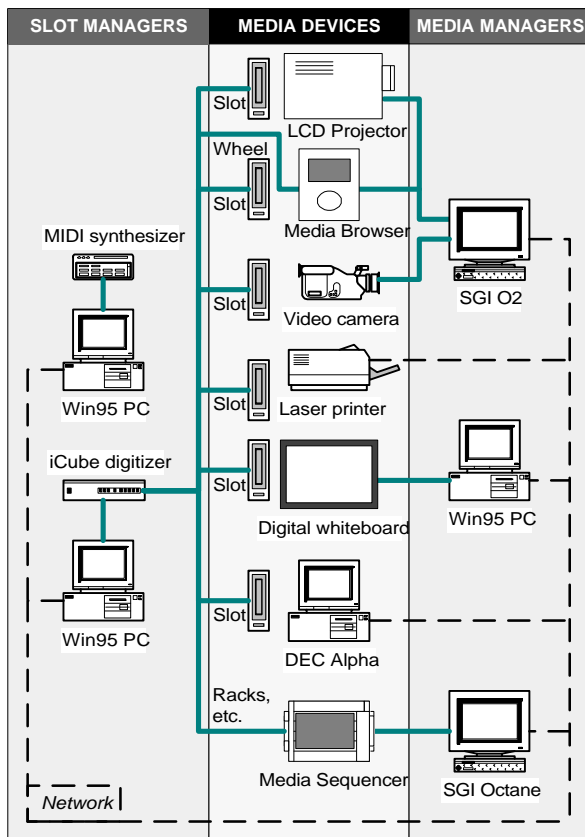 SLOT MANAGERS
MEDIA DEVICES
MEDIA MANAGERS
Slot
LCD Projector
Wheel
Slot
Media Browser
MIDI synthesizer
SGI O2
Slot
Video camera
Win95 PC
Slot
Laser printer
iCube digitizer
Slot
Digital whiteboard
Win95 PC
Slot
Win95 PC
DEC Alpha
Racks,
etc.
Media Sequencer
SGI Octane
Network